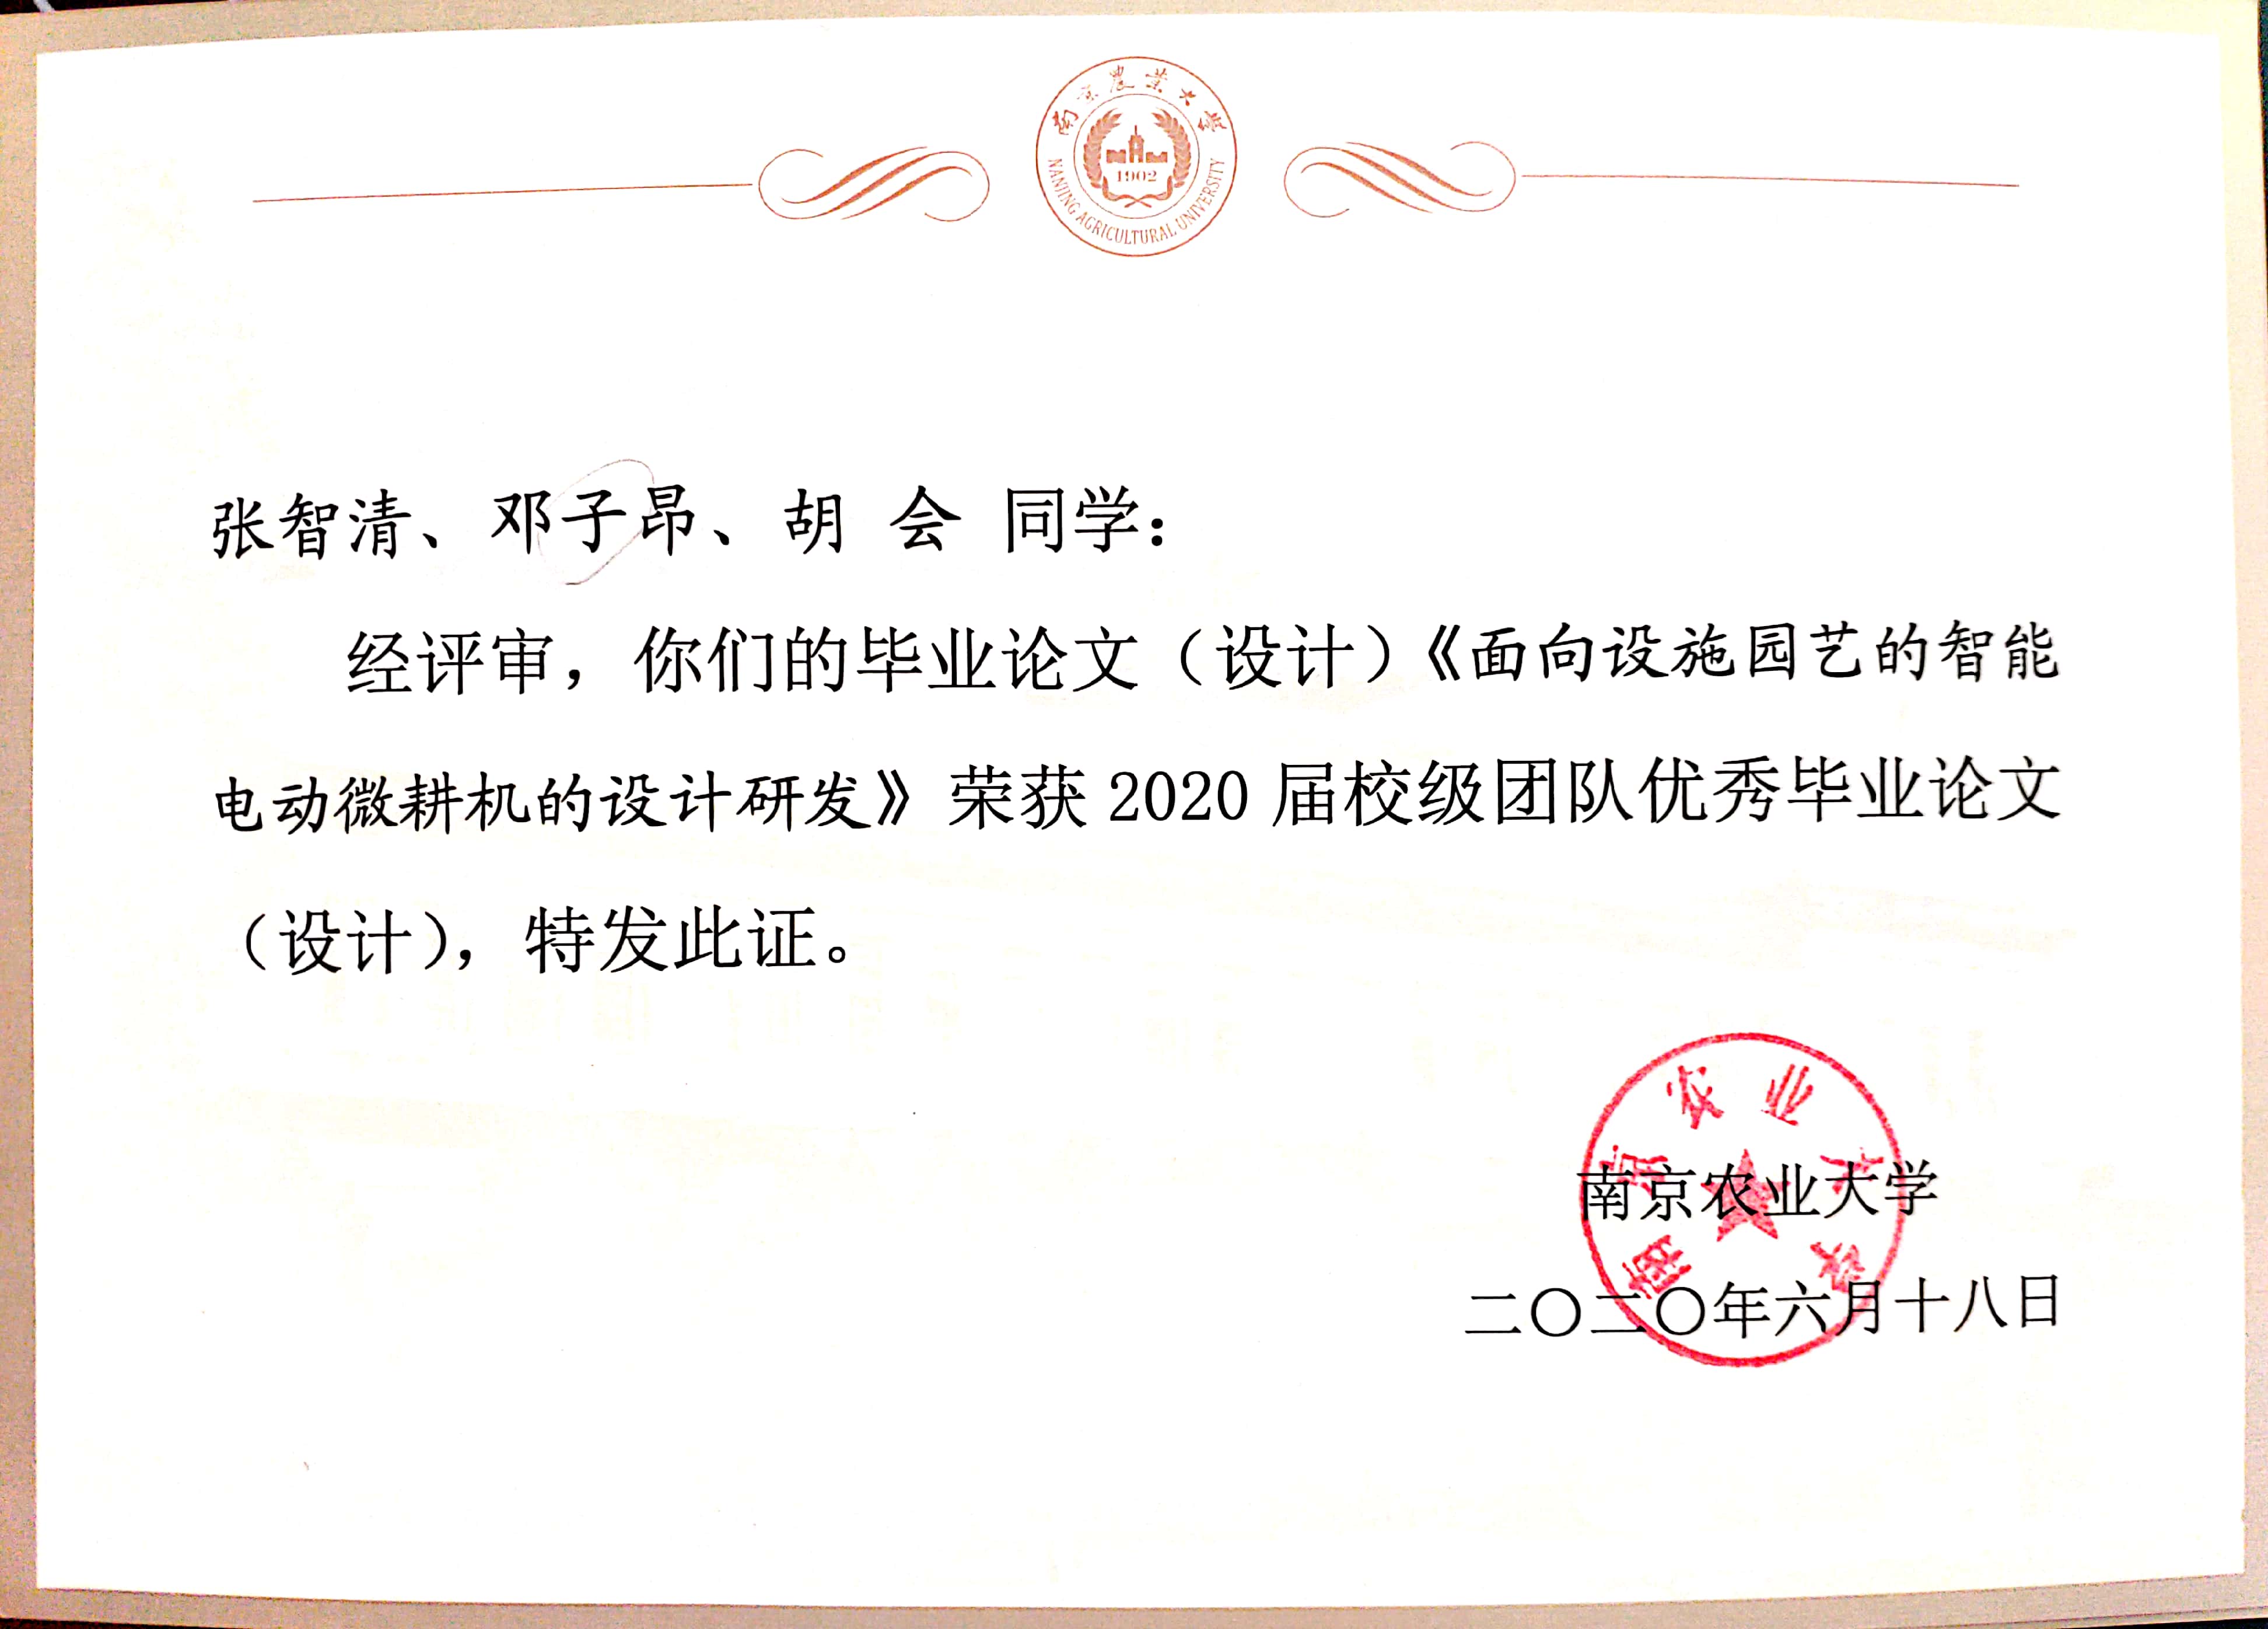 南京農業大學
NANJING AGRICULTURAL UNIVERSITY
1902
张智清、邓子昂、胡 会 同学：
经评审，你们的毕业论文（设计）《面向设施园艺的智能
电动微耕机的设计研发》荣获 2020 届校级团队优秀毕业论文
（设计），特发此证。
南京农业大学
南京农业大学
二〇二〇年六月十八日